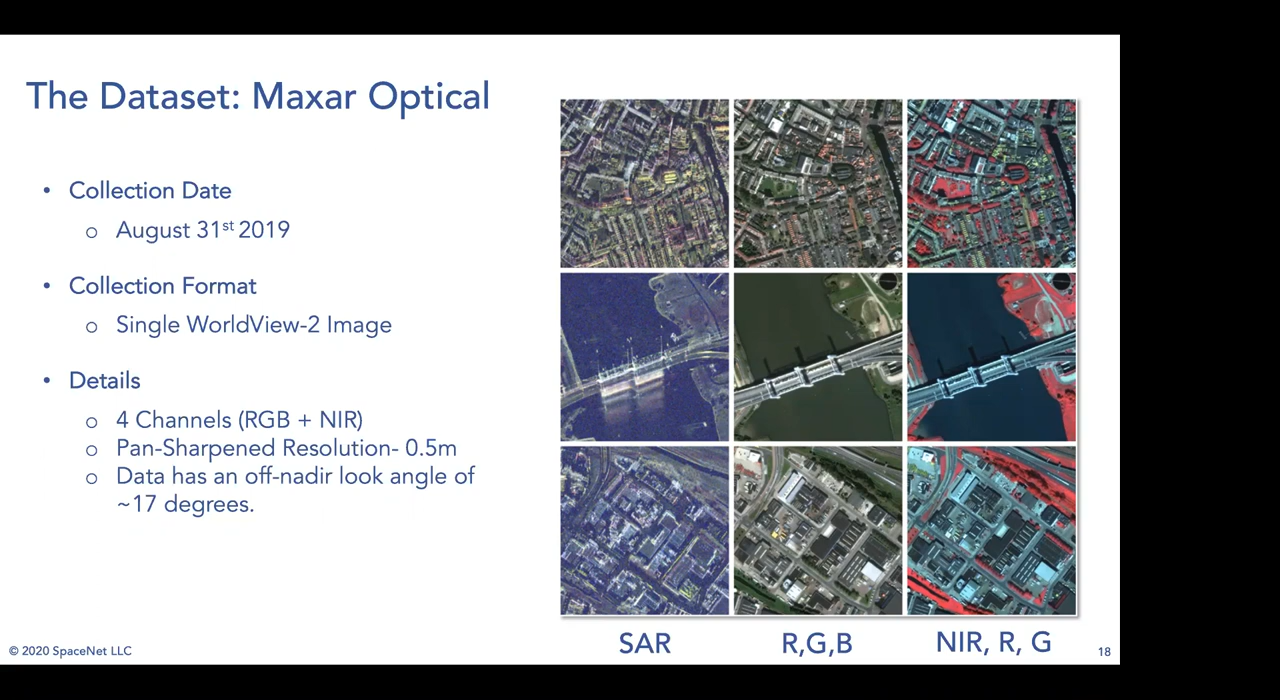 The Dataset: Maxar Optical
• Collection Date
o August 31st 2019
• Collection Format
o Single WorldView-2 Image
• Details
o 4 Channels (RGB + NIR)
o Pan-Sharpened Resolution- 0.5m
o Data has an off-nadir look angle of
~17 degrees.
SAR
R,G,B
NIR, R, G
© 2020 SpaceNet LLC
18